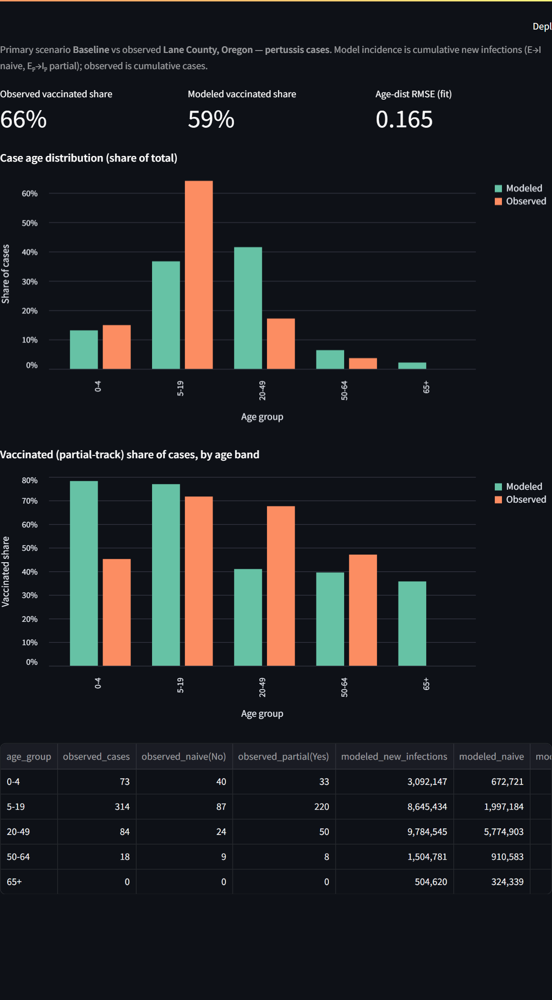 Depl
Primary scenario Baseline vs observed Lane County, Oregon — pertussis cases. Model incidence is cumulative new infections (E→I
naive, Eₚ→Iₚ partial); observed is cumulative cases.
Observed vaccinated share
66%
Modeled vaccinated share
59%
Age-dist RMSE (fit)
0.165
Case age distribution (share of total)
Share of cases
60%
50%
40%
30%
20%
10%
0%
0-4
5-19
20-49
50-64
65+
Age group
Modeled
Observed
Vaccinated (partial-track) share of cases, by age band
Vaccinated share
80%
70%
60%
50%
40%
30%
20%
10%
0%
0-4
5-19
20-49
50-64
65+
Age group
Modeled
Observed
age_group observed_cases observed_naive(No) observed_partial(Yes) modeled_new_infections modeled_naive
0-4 73 40 33 3,092,147 672,721
5-19 314 87 220 8,645,434 1,997,184
20-49 84 24 50 9,784,545 5,774,903
50-64 18 9 8 1,504,781 910,583
65+ 0 0 0 504,620 324,339